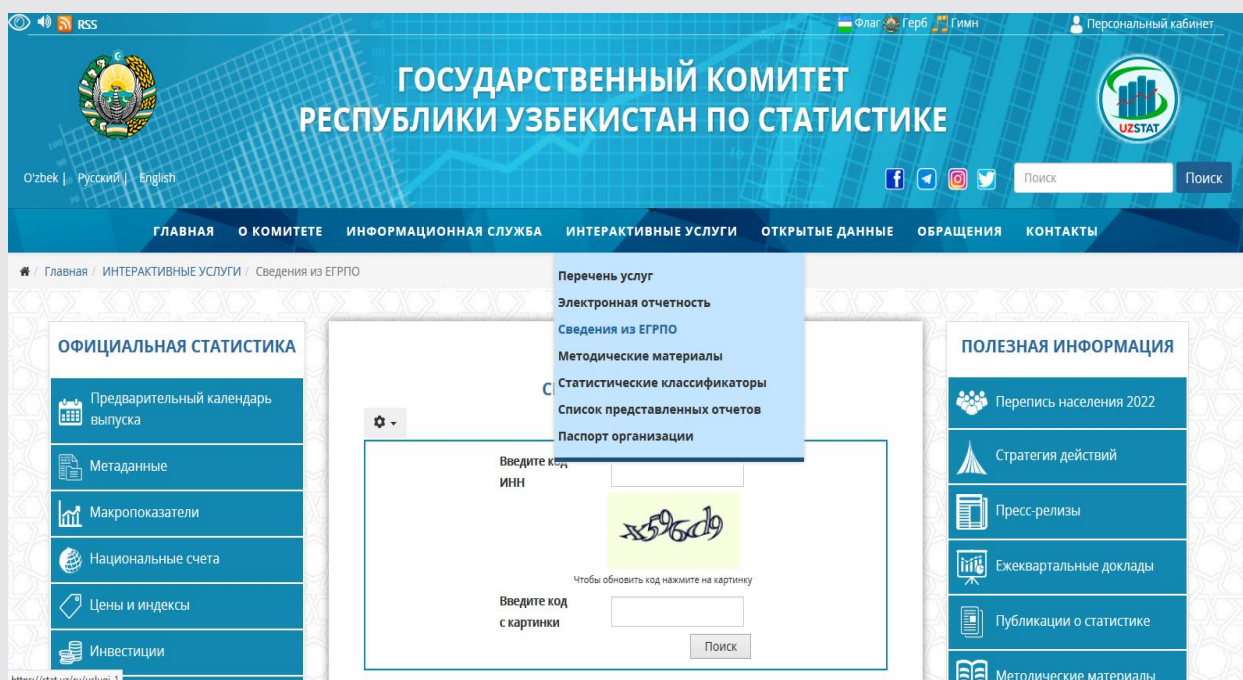 RSS
Флаг Герб Гимн
Персональный кабинет
ГОСУДАРСТВЕННЫЙ КОМИТЕТ
РЕСПУБЛИКИ УЗБЕКИСТАН ПО СТАТИСТИКЕ
UZSTAT
O'zbek | Русский | English
Поиск
Поиск
ГЛАВНАЯ О КОМИТЕТЕ ИНФОРМАЦИОННАЯ СЛУЖБА ИНТЕРАКТИВНЫЕ УСЛУГИ ОТКРЫТЫЕ ДАННЫЕ ОБРАЩЕНИЯ КОНТАКТЫ
/ Главная / ИНТЕРАКТИВНЫЕ УСЛУГИ / Сведения из ЕГРПО
Перечень услуг
Электронная отчетность
Сведения из ЕГРПО
Методические материалы
Статистические классификаторы
Список представленных отчетов
Паспорт организации
ОФИЦИАЛЬНАЯ СТАТИСТИКА
Предварительный календарь
выпуска
Метаданные
Макропоказатели
Национальные счета
Цены и индексы
Инвестиции
Введите код
ИНН
x596d9
Чтобы обновить код нажмите на картинку
Введите код
с картинки
Поиск
ПОЛЕЗНАЯ ИНФОРМАЦИЯ
Перепись населения 2022
Стратегия действий
Пресс-релизы
Ежеквартальные доклады
Публикации о статистике
Методические материалы